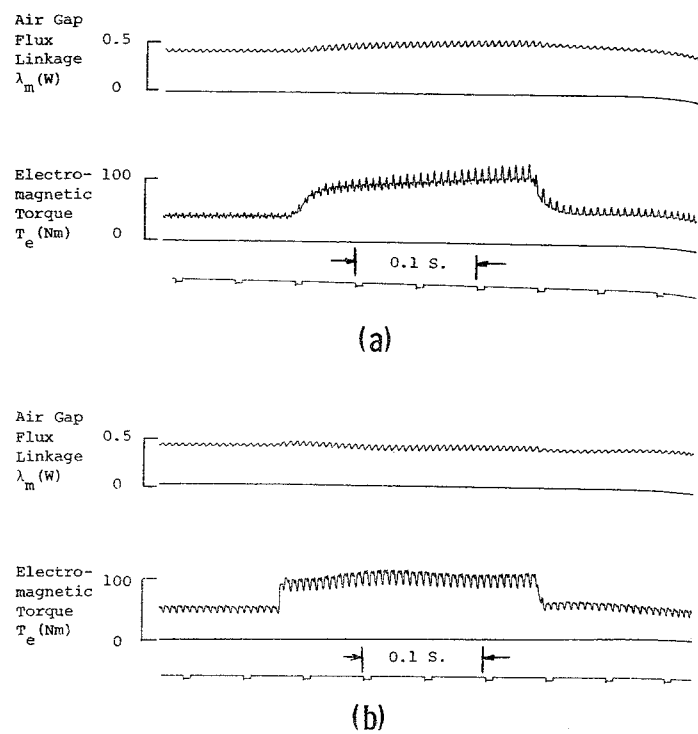 Air Gap
Flux 0.5
Linkage
λm(W) 0
Electro- 100
magnetic
Torque
Te(Nm) 0
0.1 S.
(a)
Air Gap
Flux 0.5
Linkage
λm(W) 0
Electro-
magnetic 100
Torque
Te(Nm) 0
0.1 S.
(b)